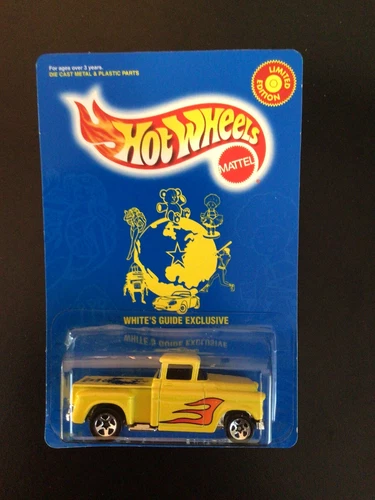 For ages over 3 years.
DIE CAST METAL & PLASTIC PARTS
LIMITED
EDITION
HOT WHEELS
MATTEL
WHITE'S GUIDE EXCLUSIVE